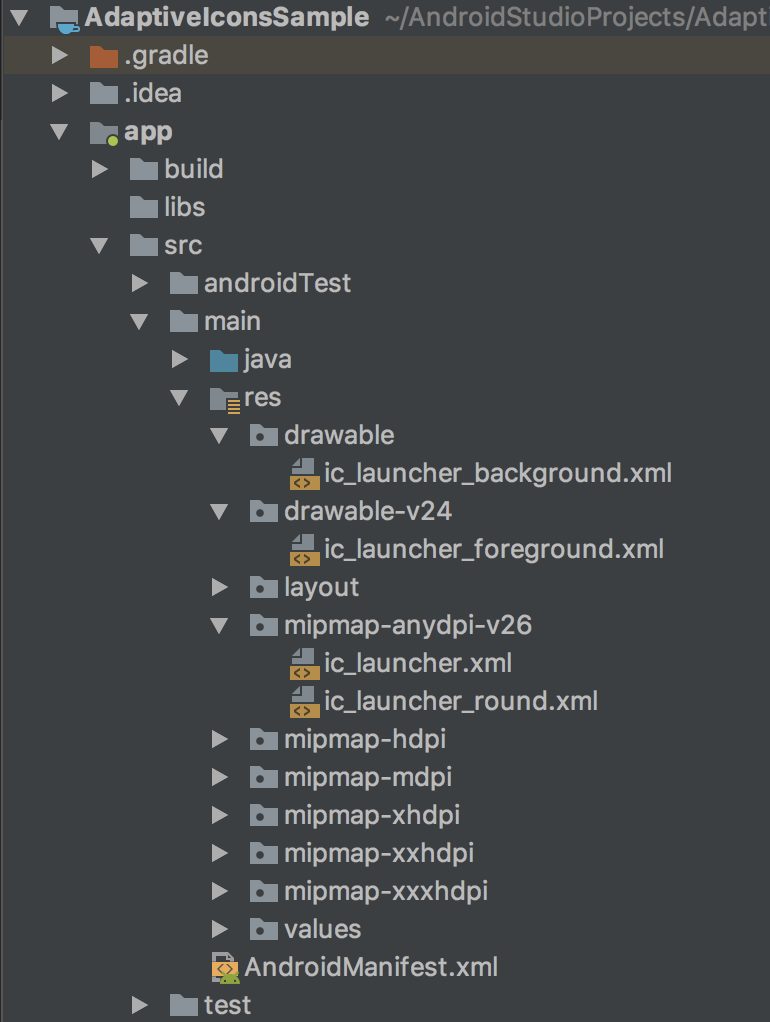 AdaptiveIconsSample ~/AndroidStudioProjects/Adapti
.gradle
.idea
app
build
libs
src
androidTest
main
java
res
drawable
ic_launcher_background.xml
drawable-v24
ic_launcher_foreground.xml
layout
mipmap-anydpi-v26
ic_launcher.xml
ic_launcher_round.xml
mipmap-hdpi
mipmap-mdpi
mipmap-xhdpi
mipmap-xxhdpi
mipmap-xxxhdpi
values
AndroidManifest.xml
test